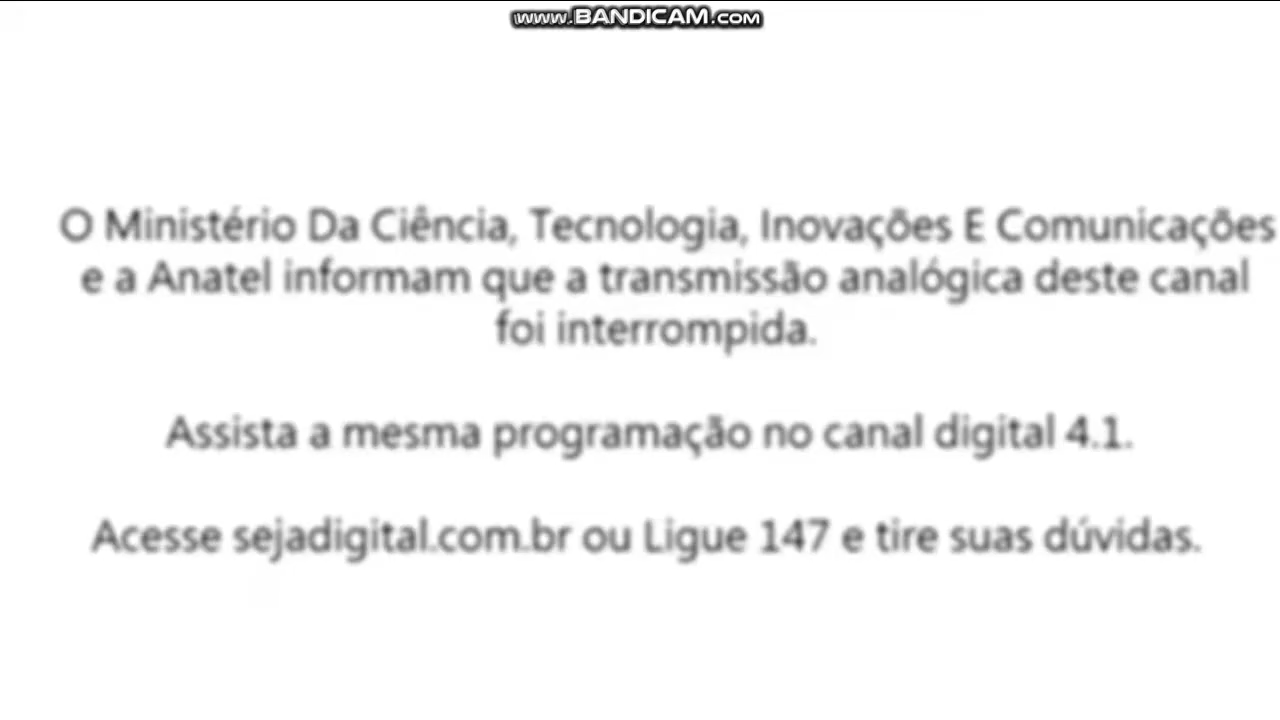 www.BANDICAM.com
O Ministério Da Ciência, Tecnologia, Inovações E Comunicações
e a Anatel informam que a transmissão analógica deste canal
foi interrompida.
Assista a mesma programação no canal digital 4.1.
Acesse sejadigital.com.br ou Ligue 147 e tire suas dúvidas.